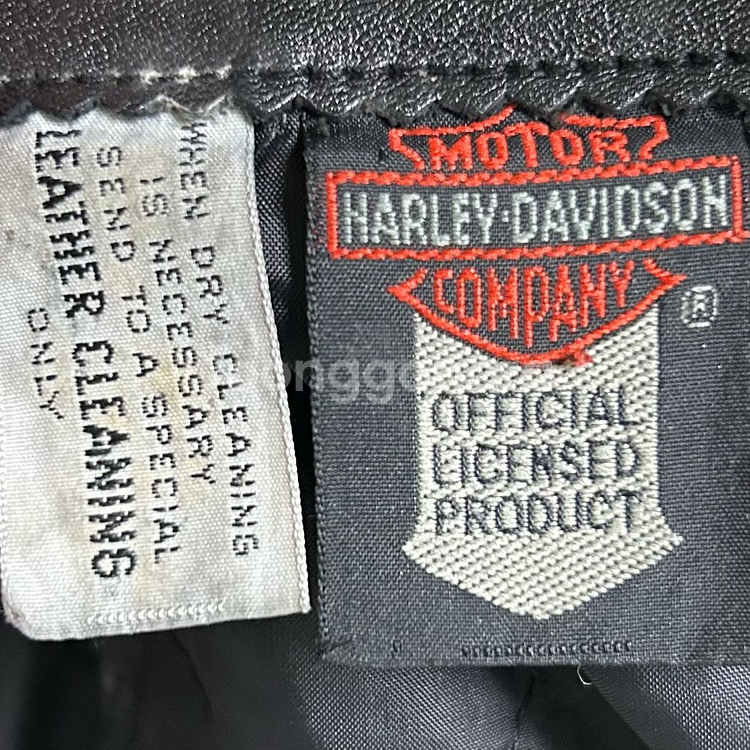 WHEN DRY CLEANING
IS NECESSARY
SEND TO A SPECIAL
LEATHER CLEANING
ONLY
MOTOR
HARLEY-DAVIDSON
COMPANY
®
OFFICIAL
LICENSED
PRODUCT